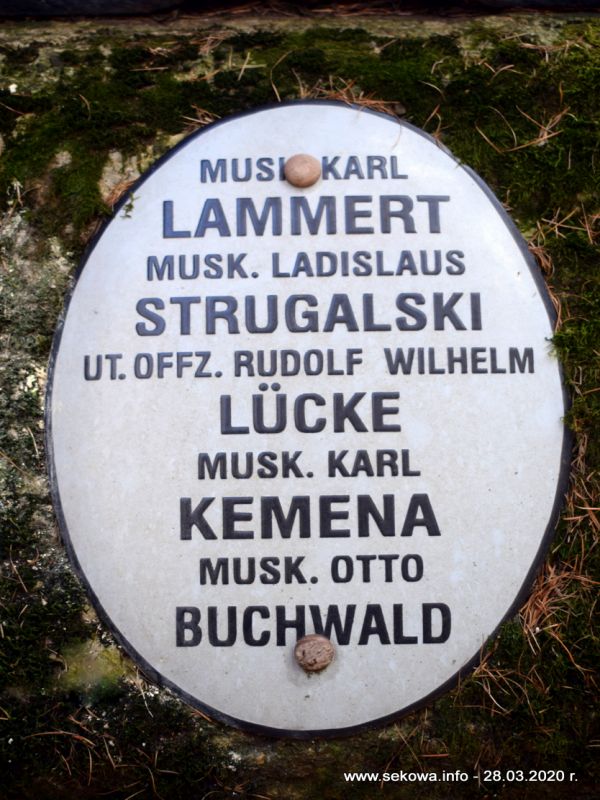 MUSK. KARL
LAMMERT
MUSK. LADISLAUS
STRUGALSKI
UT. OFFZ. RUDOLF WILHELM
LÜCKE
MUSK. KARL
KEMENA
MUSK. OTTO
BUCHWALD
www.sekowa.info - 28.03.2020 r.